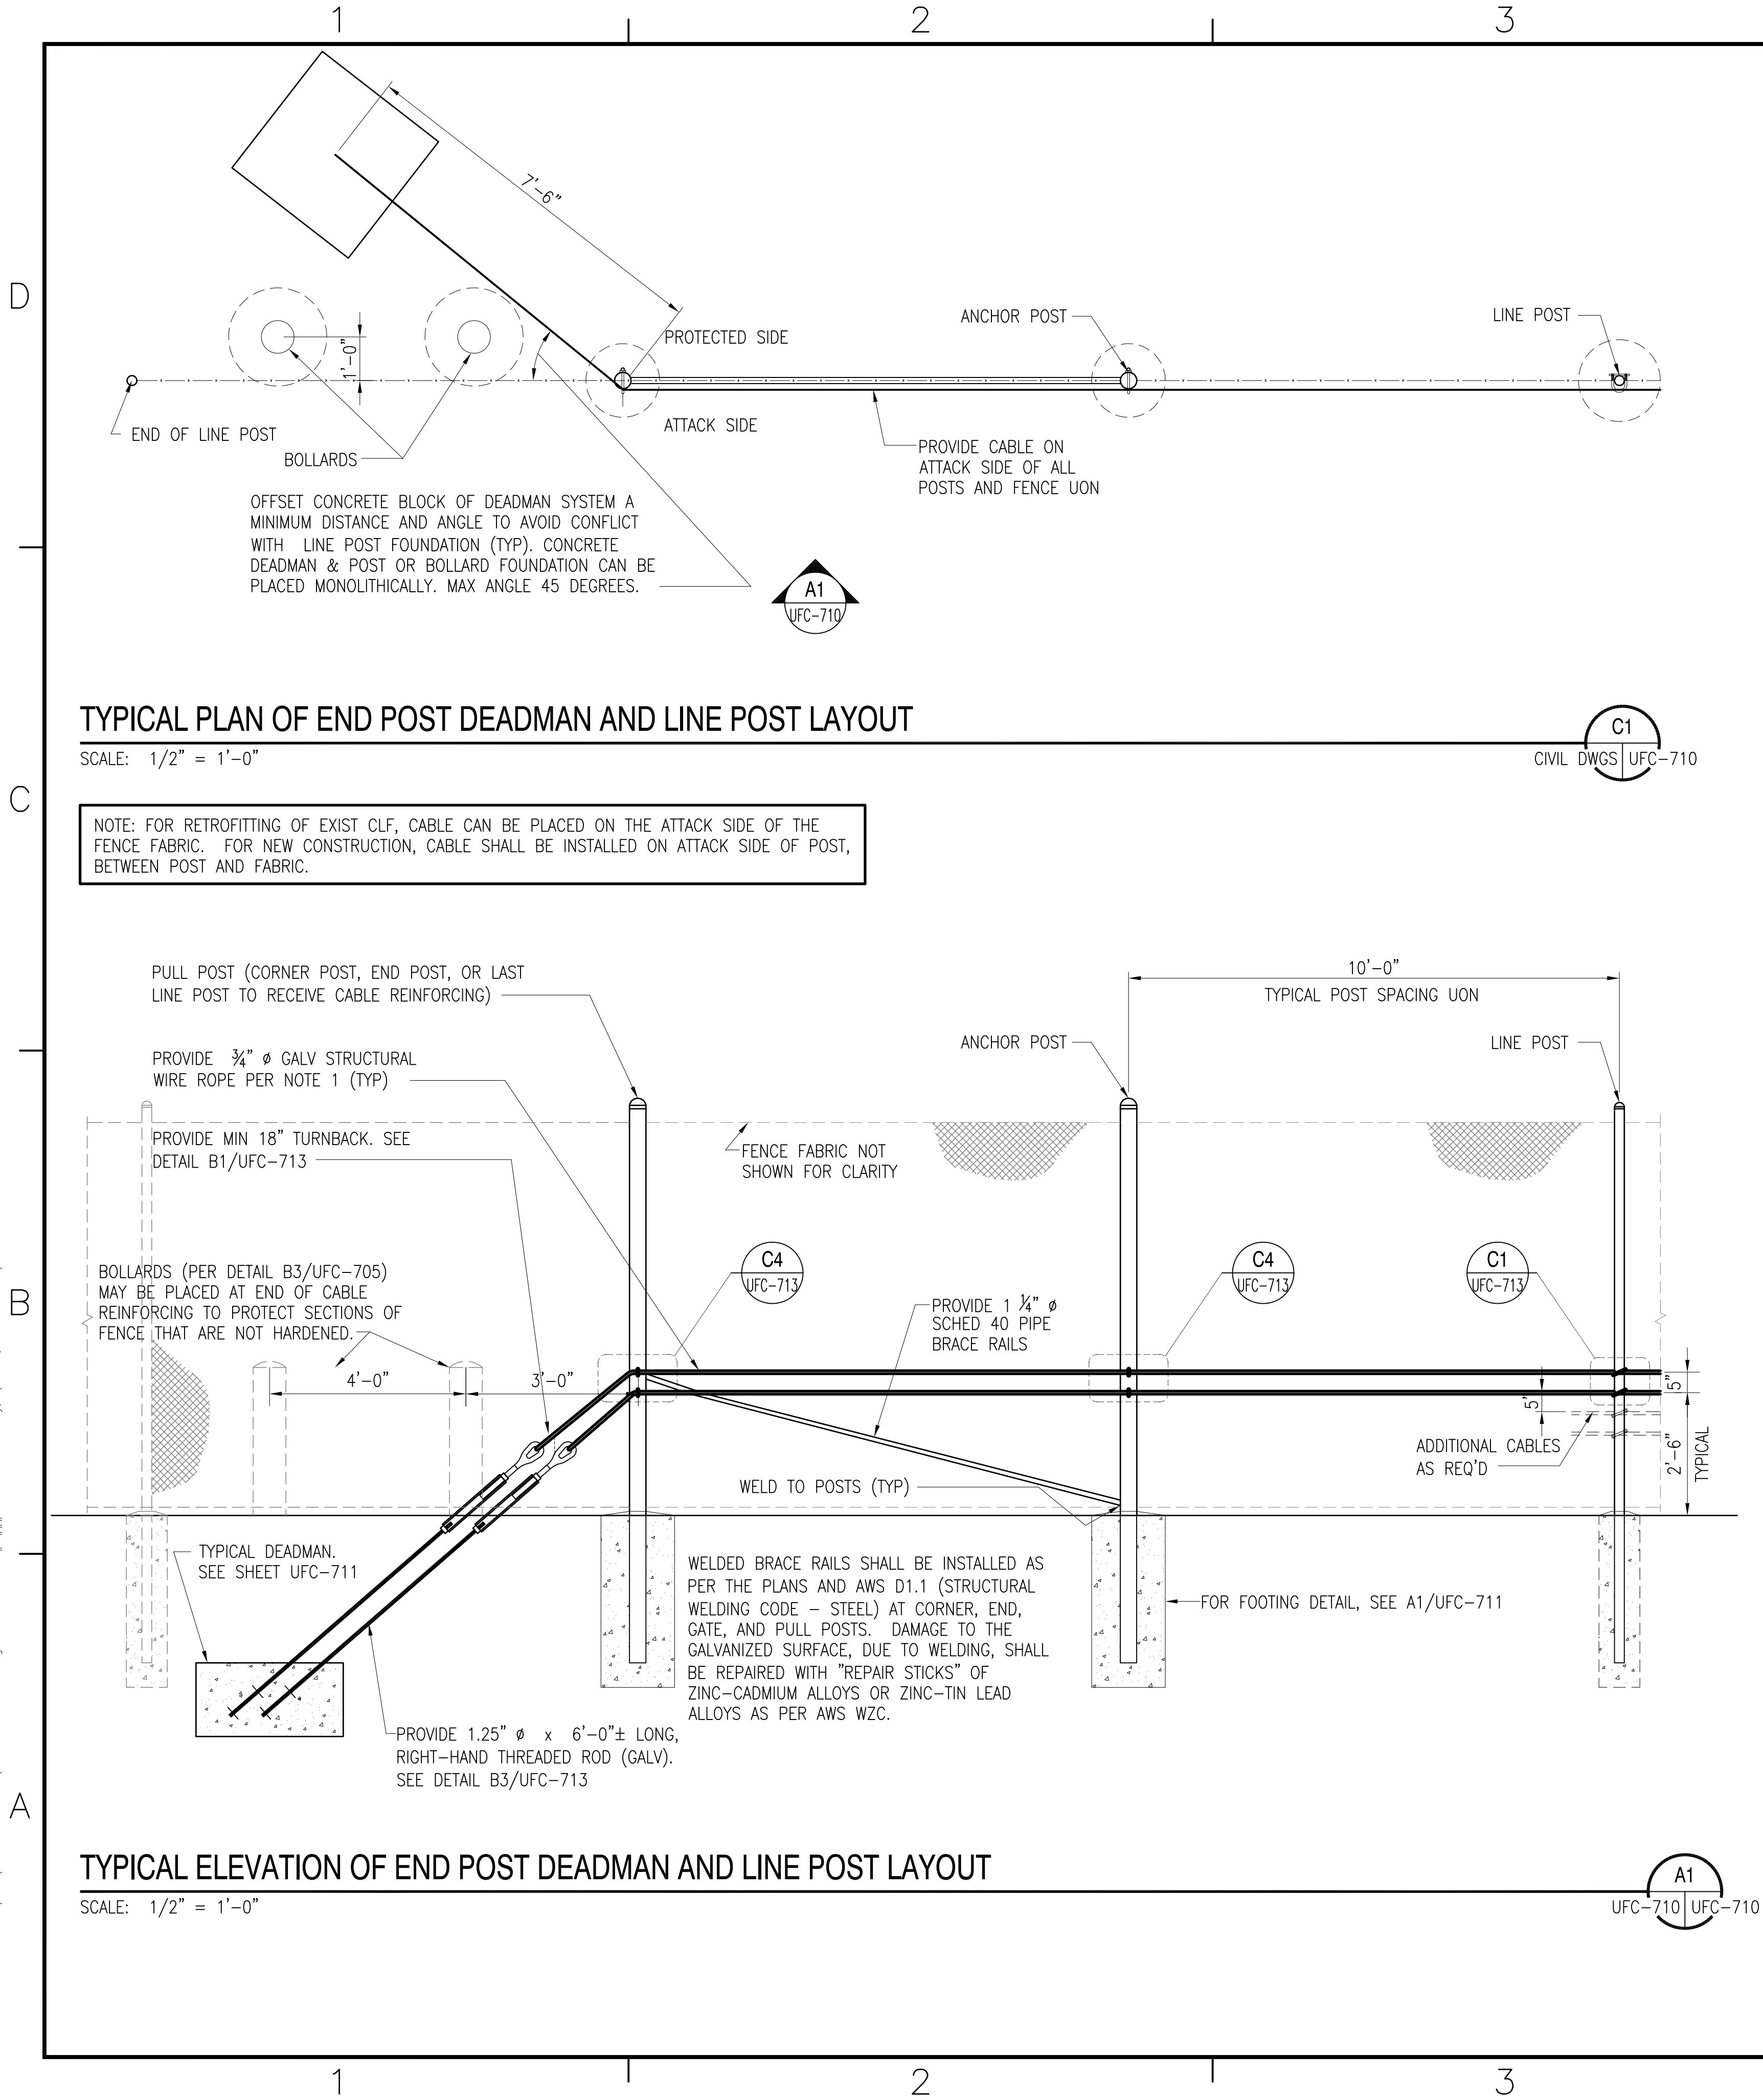 1
2
3
D
7'-6"
PROTECTED SIDE
ANCHOR POST
LINE POST
1'-0"
END OF LINE POST
ATTACK SIDE
BOLLARDS
PROVIDE CABLE ON
ATTACK SIDE OF ALL
POSTS AND FENCE UON
OFFSET CONCRETE BLOCK OF DEADMAN SYSTEM A
MINIMUM DISTANCE AND ANGLE TO AVOID CONFLICT
WITH LINE POST FOUNDATION (TYP). CONCRETE
DEADMAN & POST OR BOLLARD FOUNDATION CAN BE
PLACED MONOLITHICALLY. MAX ANGLE 45 DEGREES.
A1
UFC-710
TYPICAL PLAN OF END POST DEADMAN AND LINE POST LAYOUT
SCALE: 1/2" = 1'-0"
C1
CIVIL DWGS UFC-710
C
NOTE: FOR RETROFITTING OF EXIST CLF, CABLE CAN BE PLACED ON THE ATTACK SIDE OF THE
FENCE FABRIC. FOR NEW CONSTRUCTION, CABLE SHALL BE INSTALLED ON ATTACK SIDE OF POST,
BETWEEN POST AND FABRIC.
PULL POST (CORNER POST, END POST, OR LAST
LINE POST TO RECEIVE CABLE REINFORCING)
10'-0"
TYPICAL POST SPACING UON
ANCHOR POST
LINE POST
PROVIDE ¾" ø GALV STRUCTURAL
WIRE ROPE PER NOTE 1 (TYP)
PROVIDE MIN 18" TURNBACK. SEE
DETAIL B1/UFC-713
FENCE FABRIC NOT
SHOWN FOR CLARITY
C4
UFC-713
C4
UFC-713
C1
UFC-713
B
BOLLARDS (PER DETAIL B3/UFC-705)
MAY BE PLACED AT END OF CABLE
REINFORCING TO PROTECT SECTIONS OF
FENCE THAT ARE NOT HARDENED.
PROVIDE 1 ¼" ø
SCHED 40 PIPE
BRACE RAILS
4'-0"
3'-0"
5"
5"
2'-6"
TYPICAL
ADDITIONAL CABLES
AS REQ'D
WELD TO POSTS (TYP)
TYPICAL DEADMAN.
SEE SHEET UFC-711
WELDED BRACE RAILS SHALL BE INSTALLED AS
PER THE PLANS AND AWS D1.1 (STRUCTURAL
WELDING CODE - STEEL) AT CORNER, END,
GATE, AND PULL POSTS. DAMAGE TO THE
GALVANIZED SURFACE, DUE TO WELDING, SHALL
BE REPAIRED WITH "REPAIR STICKS" OF
ZINC-CADMIUM ALLOYS OR ZINC-TIN LEAD
ALLOYS AS PER AWS WZC.
FOR FOOTING DETAIL, SEE A1/UFC-711
PROVIDE 1.25" ø x 6'-0"± LONG,
RIGHT-HAND THREADED ROD (GALV).
SEE DETAIL B3/UFC-713
A
TYPICAL ELEVATION OF END POST DEADMAN AND LINE POST LAYOUT
SCALE: 1/2" = 1'-0"
A1
UFC-710 UFC-710
1
2
3